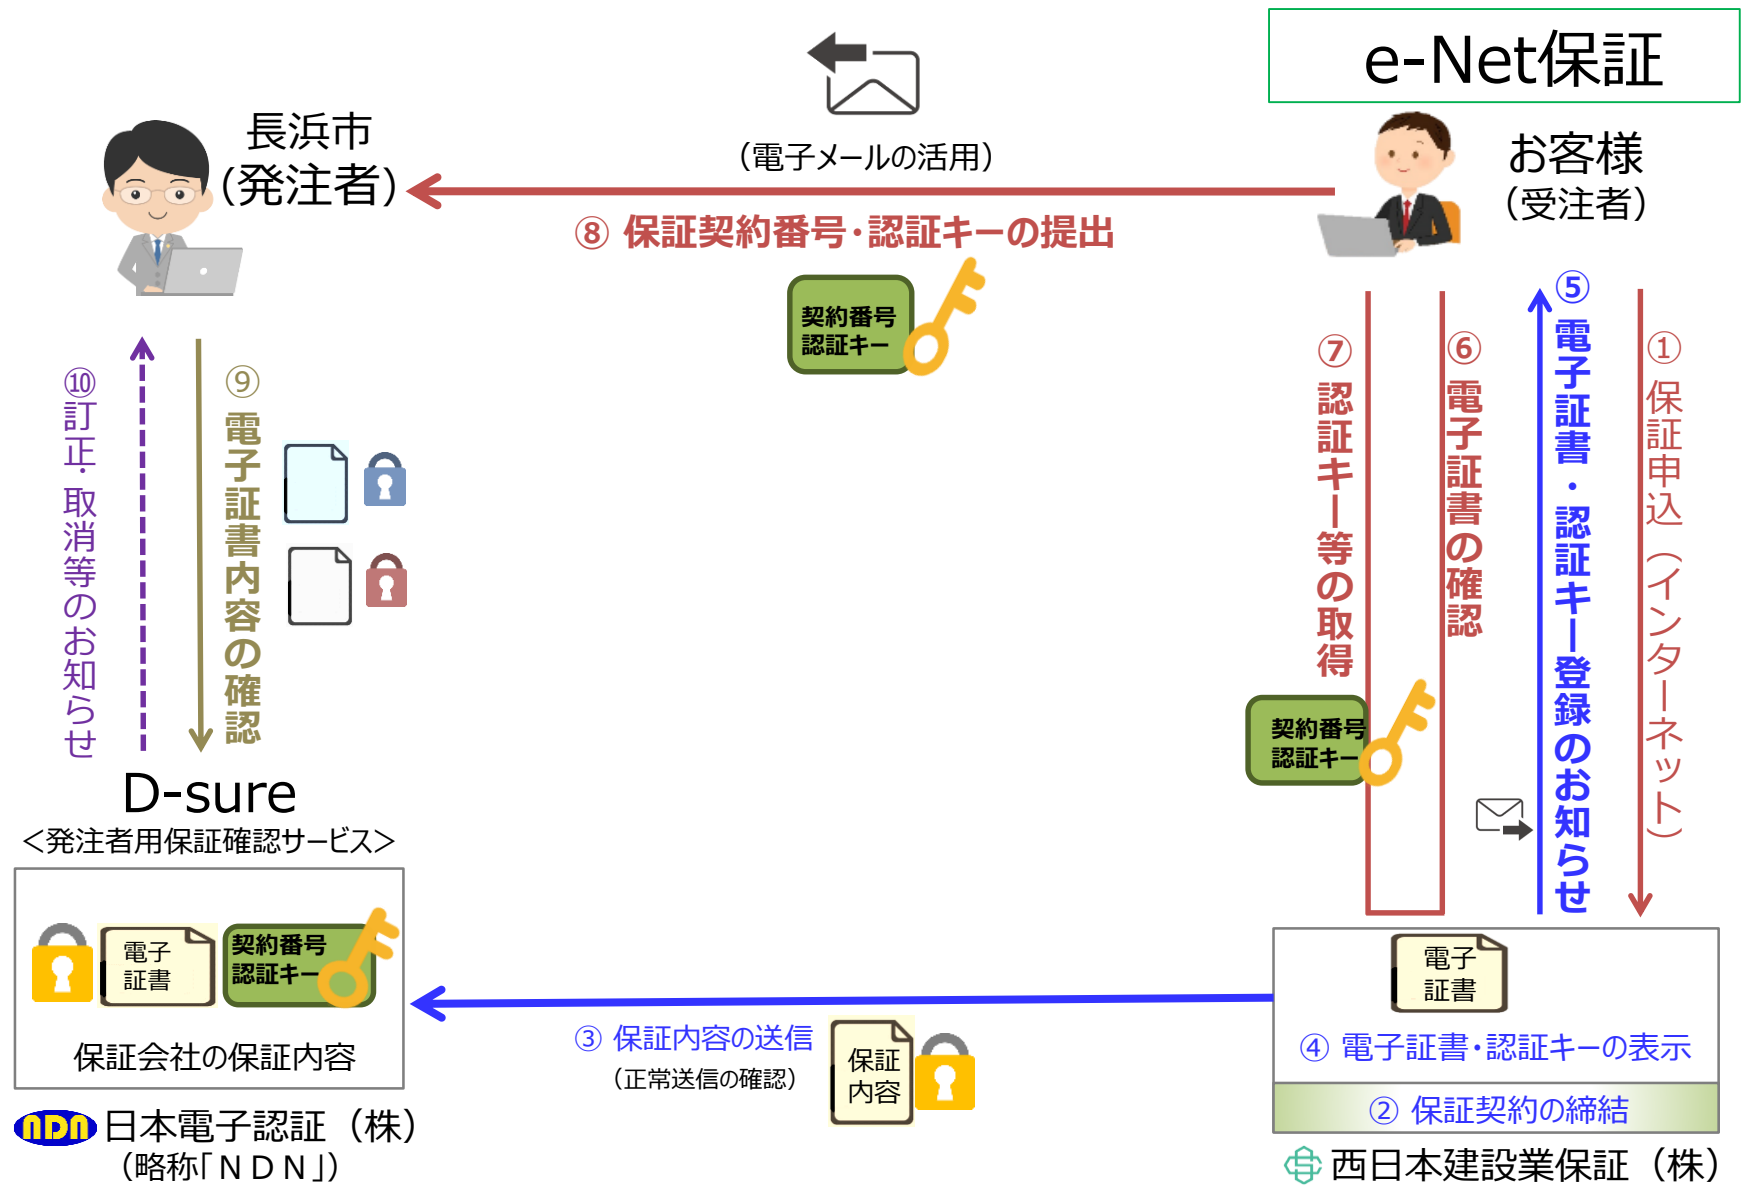 e-Net保証
長浜市
（発注者）
（電子メールの活用）
お客様
（受注者）
⑧ 保証契約番号･認証キーの提出
契約番号
認証キー
① 保証申込（インターネット）
⑤ 電子証書・認証キー登録のお知らせ
⑥ 電子証書の確認
⑦ 認証キー等の取得
契約番号
認証キー
⑨ 電子証書内容の確認
⑩訂正･取消等のお知らせ
D-sure
＜発注者用保証確認サービス＞
電子
証書
契約番号
認証キー
保証会社の保証内容
NDN 日本電子認証（株）
（略称｢ＮＤＮ｣）
③ 保証内容の送信
（正常送信の確認）
保証
内容
電子
証書
④ 電子証書･認証キーの表示
② 保証契約の締結
西日本建設業保証（株）